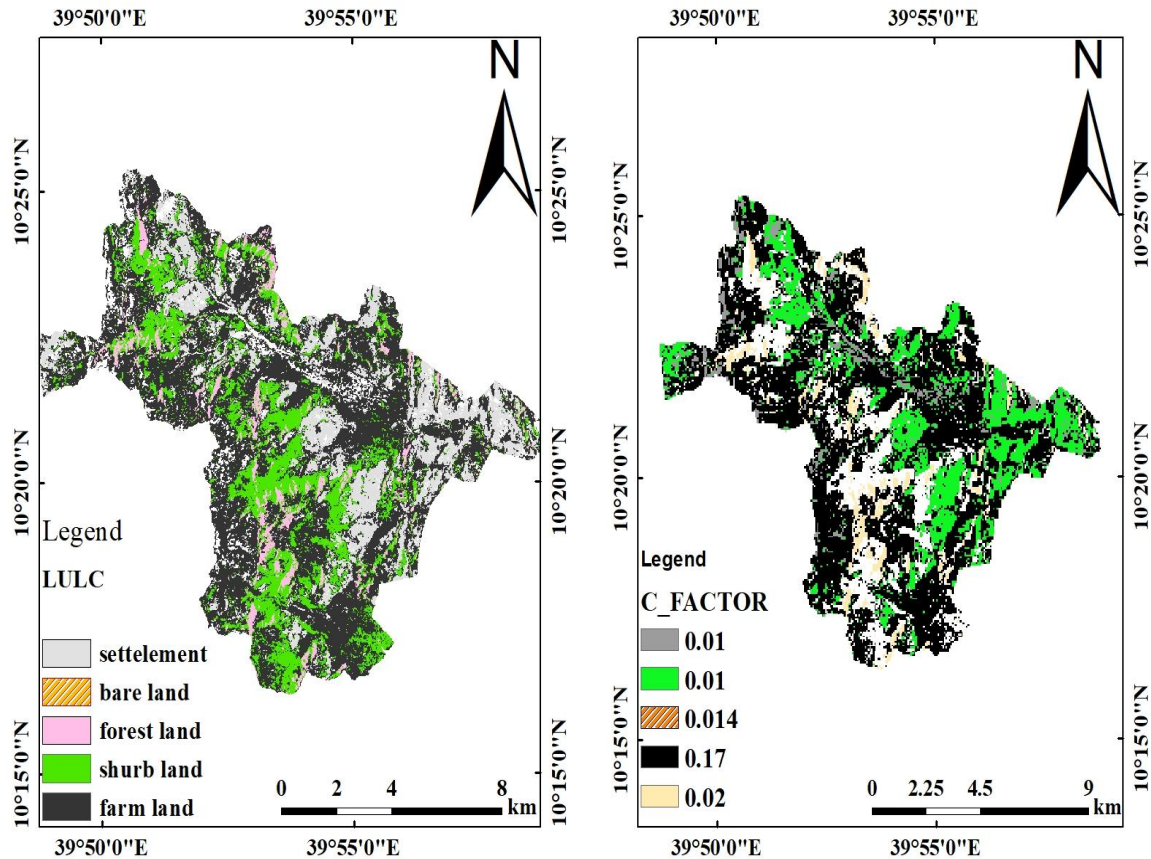 39°50'0"E 39°55'0"E
N
10°25'0"N 10°25'0"N
10°20'0"N 10°20'0"N
10°15'0"N 10°15'0"N
Legend
LULC
settelement
bare land
forest land
shurb land
farm land
0 2 4 8
km
39°50'0"E 39°55'0"E
39°50'0"E 39°55'0"E
N
10°25'0"N 10°25'0"N
10°20'0"N 10°20'0"N
10°15'0"N 10°15'0"N
Legend
C_FACTOR
0.01
0.01
0.014
0.17
0.02
0 2.25 4.5 9
km
39°50'0"E 39°55'0"E